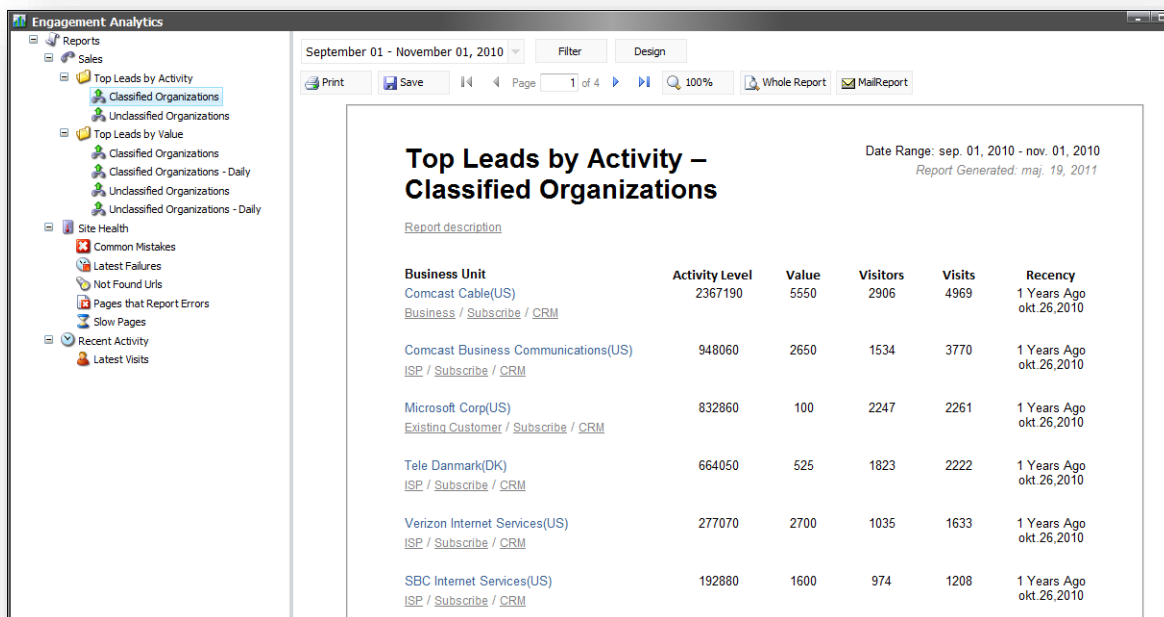 Engagement Analytics
Reports
Sales
Top Leads by Activity
Classified Organizations
Unclassified Organizations
Top Leads by Value
Classified Organizations
Classified Organizations - Daily
Unclassified Organizations
Unclassified Organizations - Daily
Site Health
Common Mistakes
Latest Failures
Not Found Urls
Pages that Report Errors
Slow Pages
Recent Activity
Latest Visits
September 01 - November 01, 2010 Filter Design
Print Save Page 1 of 4 100% Whole Report MailReport
Top Leads by Activity –
Classified Organizations
Date Range: sep. 01, 2010 - nov. 01, 2010
Report Generated: maj. 19, 2011
Report description
Business Unit Activity Level Value Visitors Visits Recency
Comcast Cable(US) 2367190 5550 2906 4969 1 Years Ago
okt.26,2010
Business / Subscribe / CRM
Comcast Business Communications(US) 948060 2650 1534 3770 1 Years Ago
okt.26,2010
ISP / Subscribe / CRM
Microsoft Corp(US) 832860 100 2247 2261 1 Years Ago
okt.26,2010
Existing Customer / Subscribe / CRM
Tele Danmark(DK) 664050 525 1823 2222 1 Years Ago
okt.26,2010
ISP / Subscribe / CRM
Verizon Internet Services(US) 277070 2700 1035 1633 1 Years Ago
okt.26,2010
ISP / Subscribe / CRM
SBC Internet Services(US) 192880 1600 974 1208 1 Years Ago
okt.26,2010
ISP / Subscribe / CRM